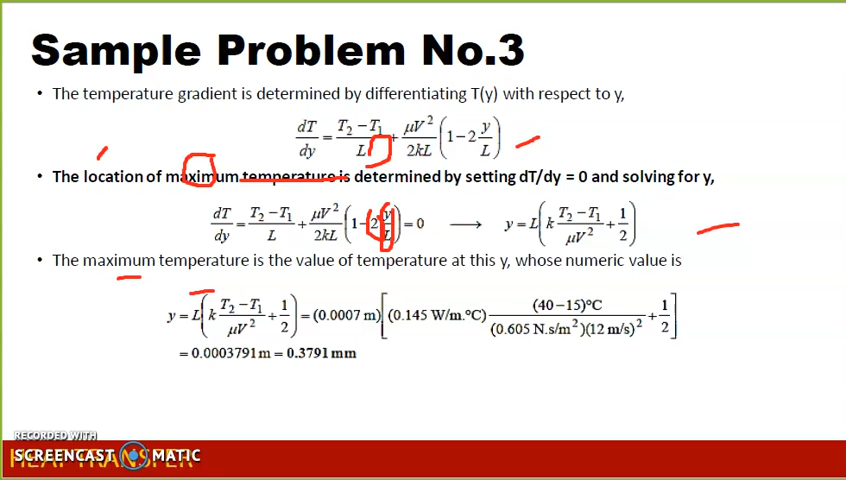 Sample Problem No.3
• The temperature gradient is determined by differentiating T(y) with respect to y,
dT/dy = (T₂ − T₁)/L + μV²/2kL (1 − 2 y/L)
• The location of maximum temperature is determined by setting dT/dy = 0 and solving for y,
dT/dy = (T₂ − T₁)/L + μV²/2kL (1 − 2 y/L) = 0 ⟶ y = L(k (T₂ − T₁)/μV² + 1/2)
• The maximum temperature is the value of temperature at this y, whose numeric value is
y = L(k (T₂ − T₁)/μV² + 1/2) = (0.0007 m)[(0.145 W/m.°C) (40−15)°C/(0.605 N.s/m²)(12 m/s)² + 1/2]
= 0.0003791 m = 0.3791 mm
RECORDED WITH
SCREENCAST MATIC
HEAT TRANSFER